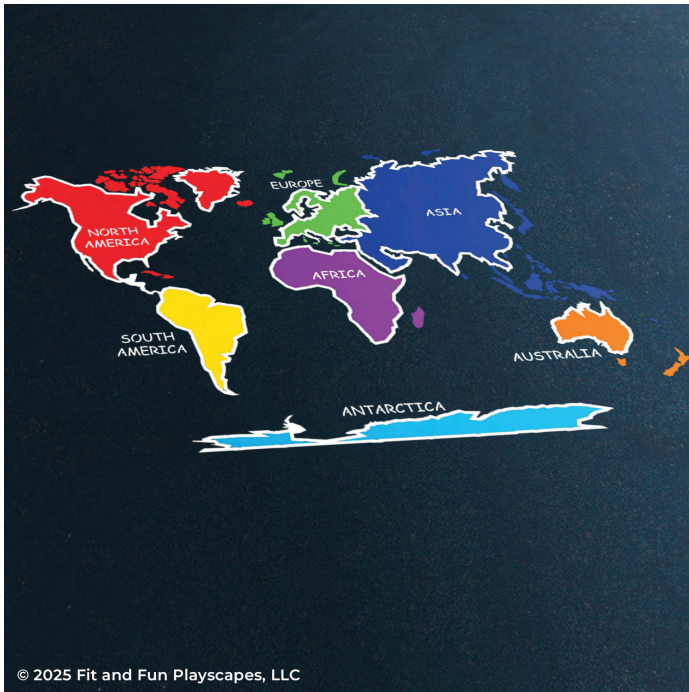 EUROPE
ASIA
NORTH
AMERICA
AFRICA
SOUTH
AMERICA
AUSTRALIA
ANTARCTICA
© 2025 Fit and Fun Playscapes, LLC